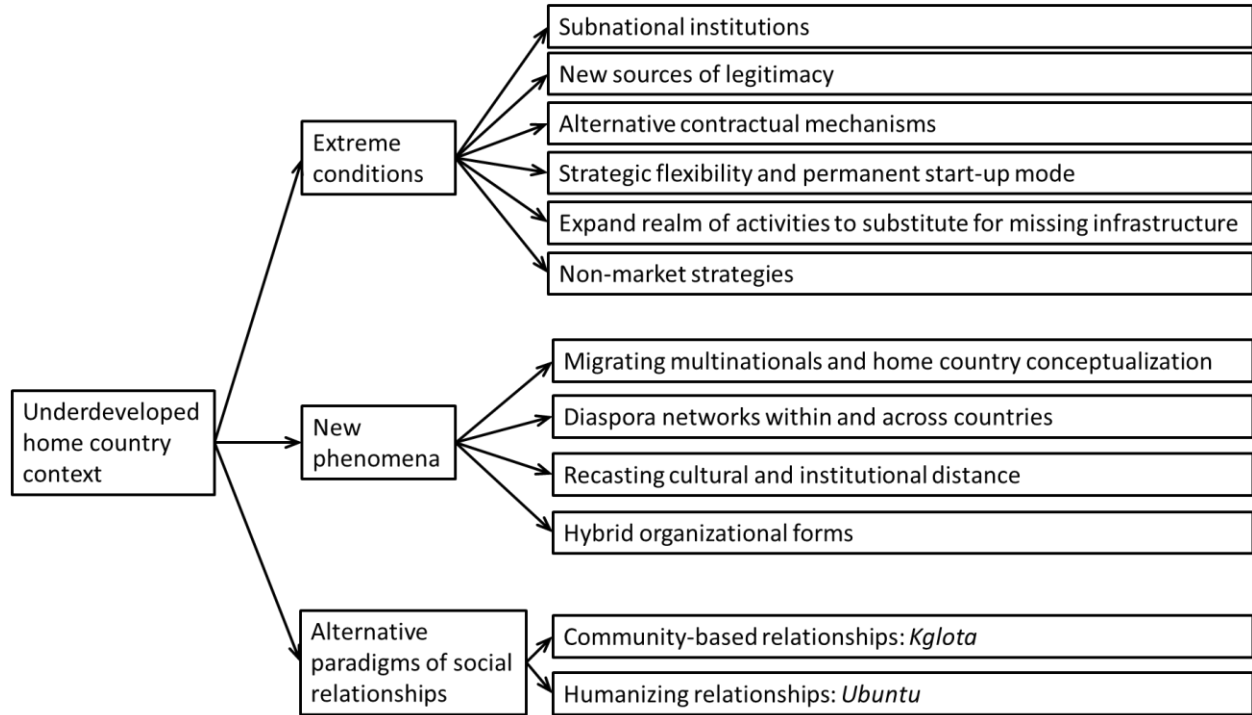 Underdeveloped
home country
context
Extreme
conditions
Subnational institutions
New sources of legitimacy
Alternative contractual mechanisms
Strategic flexibility and permanent start-up mode
Expand realm of activities to substitute for missing infrastructure
Non-market strategies
New
phenomena
Migrating multinationals and home country conceptualization
Diaspora networks within and across countries
Recasting cultural and institutional distance
Hybrid organizational forms
Alternative
paradigms of social
relationships
Community-based relationships: Kglota
Humanizing relationships: Ubuntu